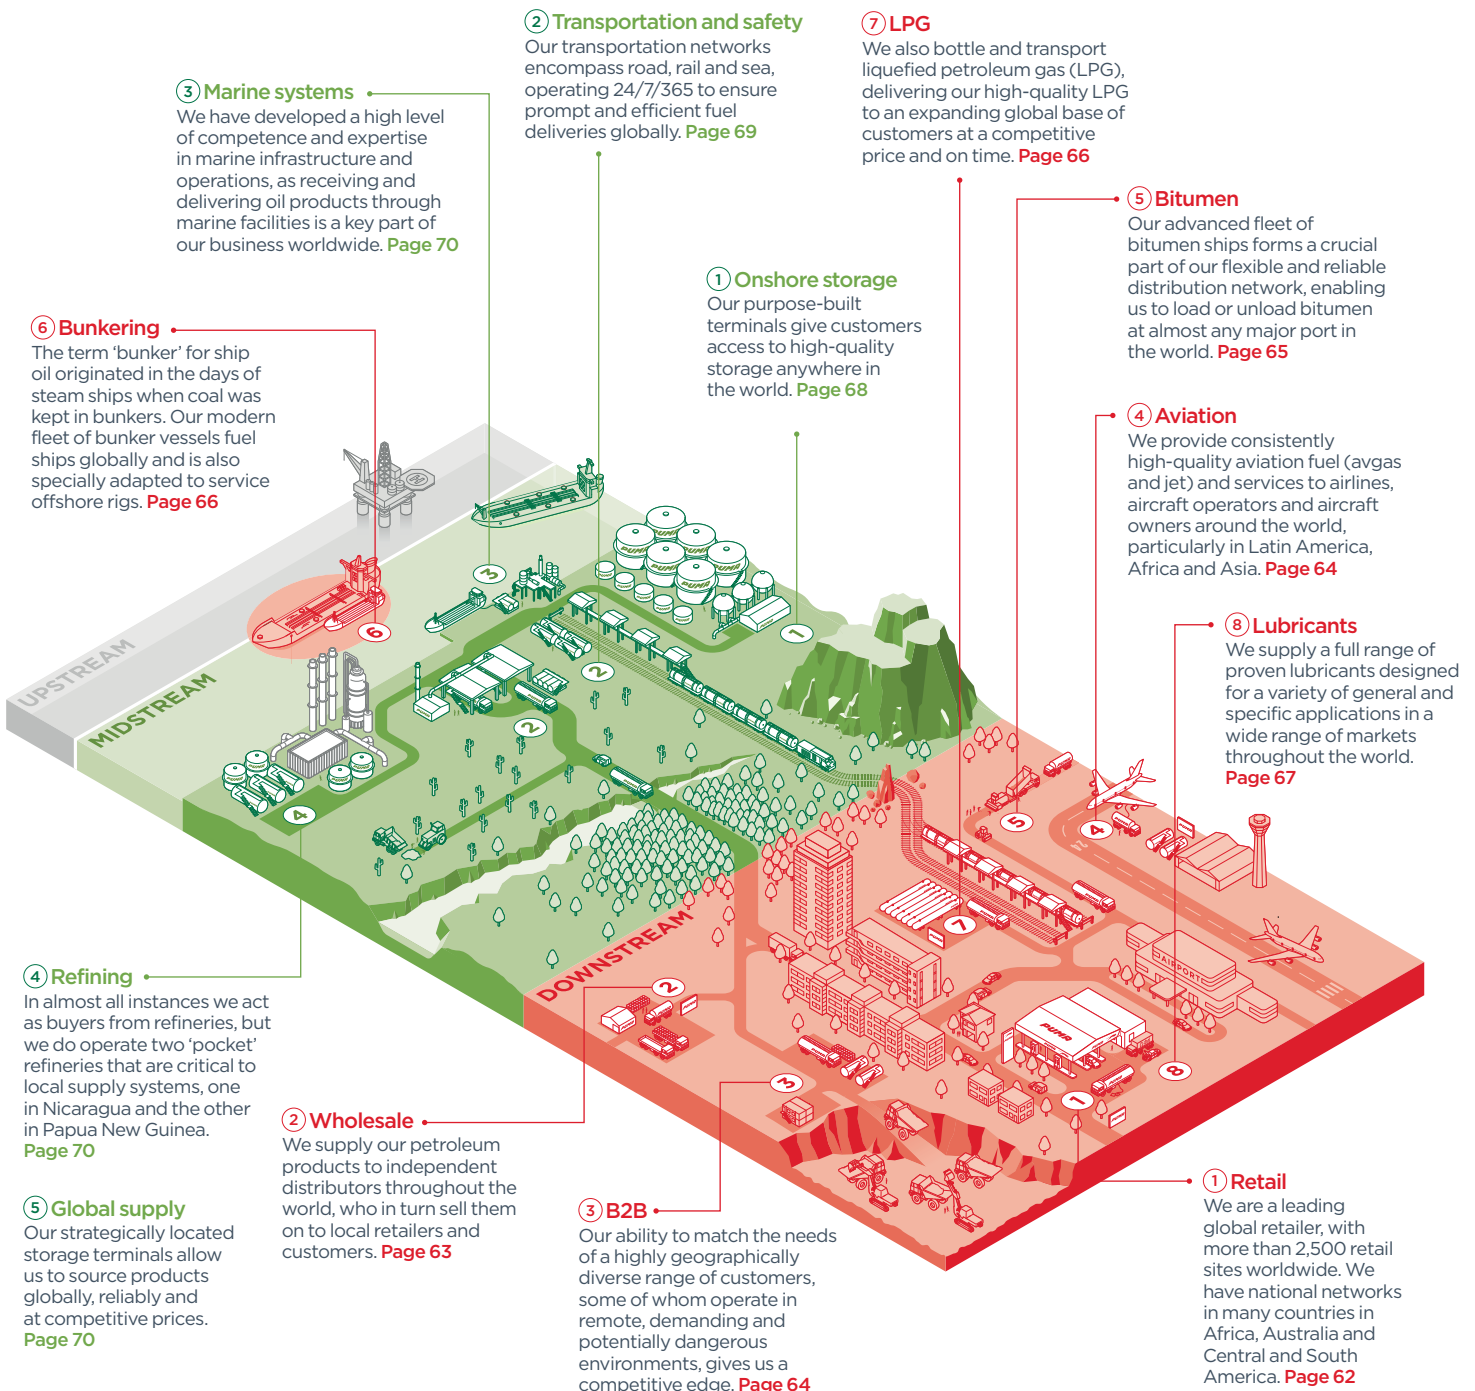 2 Transportation and safety
Our transportation networks
encompass road, rail and sea,
operating 24/7/365 to ensure
prompt and efficient fuel
deliveries globally. Page 69
7 LPG
We also bottle and transport
liquefied petroleum gas (LPG),
delivering our high-quality LPG
to an expanding global base of
customers at a competitive
price and on time. Page 66
3 Marine systems
We have developed a high level
of competence and expertise
in marine infrastructure and
operations, as receiving and
delivering oil products through
marine facilities is a key part of
our business worldwide. Page 70
5 Bitumen
Our advanced fleet of
bitumen ships forms a crucial
part of our flexible and reliable
distribution network, enabling
us to load or unload bitumen
at almost any major port in
the world. Page 65
1 Onshore storage
Our purpose-built
terminals give customers
access to high-quality
storage anywhere in
the world. Page 68
6 Bunkering
The term ‘bunker’ for ship
oil originated in the days of
steam ships when coal was
kept in bunkers. Our modern
fleet of bunker vessels fuel
ships globally and is also
specially adapted to service
offshore rigs. Page 66
4 Aviation
We provide consistently
high-quality aviation fuel (avgas
and jet) and services to airlines,
aircraft operators and aircraft
owners around the world,
particularly in Latin America,
Africa and Asia. Page 64
8 Lubricants
We supply a full range of
proven lubricants designed
for a variety of general and
specific applications in a
wide range of markets
throughout the world.
Page 67
UPSTREAM
MIDSTREAM
DOWNSTREAM
H
PUMA
PUMA
PUMA
PUMA
PUMA
PUMA
3
1
6
2
2
4
5
4
7
2
3
8
1
AIRPORT
PUMA
4 Refining
In almost all instances we act
as buyers from refineries, but
we do operate two ‘pocket’
refineries that are critical to
local supply systems, one
in Nicaragua and the other
in Papua New Guinea.
Page 70
5 Global supply
Our strategically located
storage terminals allow
us to source products
globally, reliably and
at competitive prices.
Page 70
2 Wholesale
We supply our petroleum
products to independent
distributors throughout the
world, who in turn sell them
on to local retailers and
customers. Page 63
3 B2B
Our ability to match the needs
of a highly geographically
diverse range of customers,
some of whom operate in
remote, demanding and
potentially dangerous
environments, gives us a
competitive edge. Page 64
1 Retail
We are a leading
global retailer, with
more than 2,500 retail
sites worldwide. We
have national networks
in many countries in
Africa, Australia and
Central and South
America. Page 62